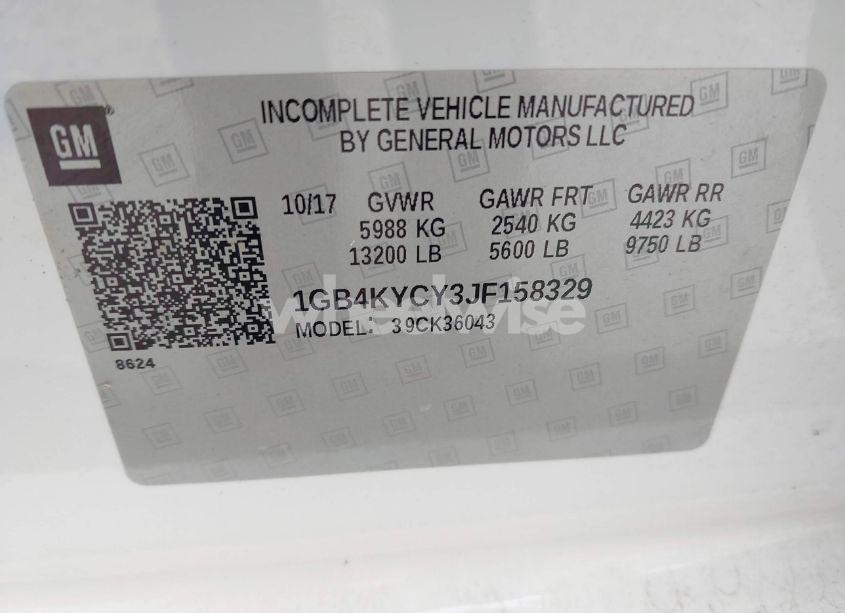 GM
INCOMPLETE VEHICLE MANUFACTURED
BY GENERAL MOTORS LLC
10/17 GVWR GAWR FRT GAWR RR
5988 KG 2540 KG 4423 KG
13200 LB 5600 LB 9750 LB
1GB4KYCY3JF158329
MODEL: 39CK36043
8624
wheelwise